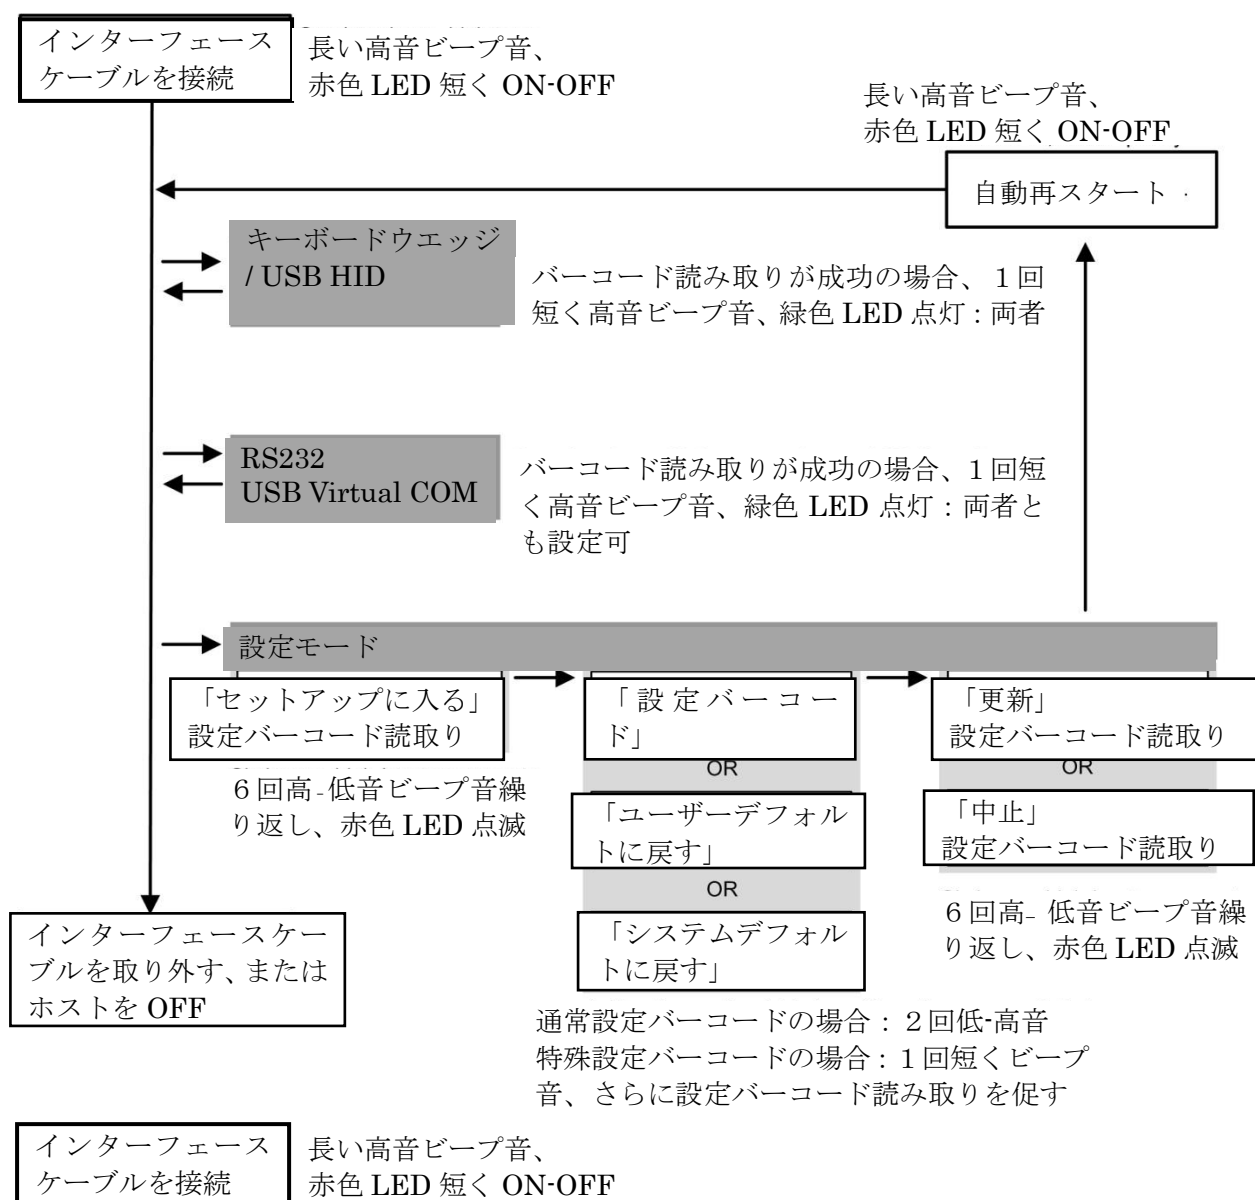 インターフェース
ケーブルを接続
長い高音ビープ音、
赤色 LED 短く ON-OFF
長い高音ビープ音、
赤色 LED 短く ON-OFF
自動再スタート
キーボードウエッジ
/ USB HID
バーコード読み取りが成功の場合、１回
短く高音ビープ音、緑色 LED 点灯：両者
RS232
USB Virtual COM
バーコード読み取りが成功の場合、１回短
く高音ビープ音、緑色 LED 点灯：両者と
も設定可
設定モード
「セットアップに入る」
設定バーコード読取り
６回高-低音ビープ音繰
り返し、赤色 LED 点滅
「設定バーコー
ド」
OR
「ユーザーデフォル
トに戻す」
OR
「システムデフォル
トに戻す」
「更新」
設定バーコード読取り
OR
「中止」
設定バーコード読取り
６回高- 低音ビープ音繰
り返し、赤色 LED 点滅
インターフェースケー
ブルを取り外す、または
ホストを OFF
通常設定バーコードの場合：２回低-高音
特殊設定バーコードの場合：１回短くビープ
音、さらに設定バーコード読み取りを促す
インターフェース
ケーブルを接続
長い高音ビープ音、
赤色 LED 短く ON-OFF